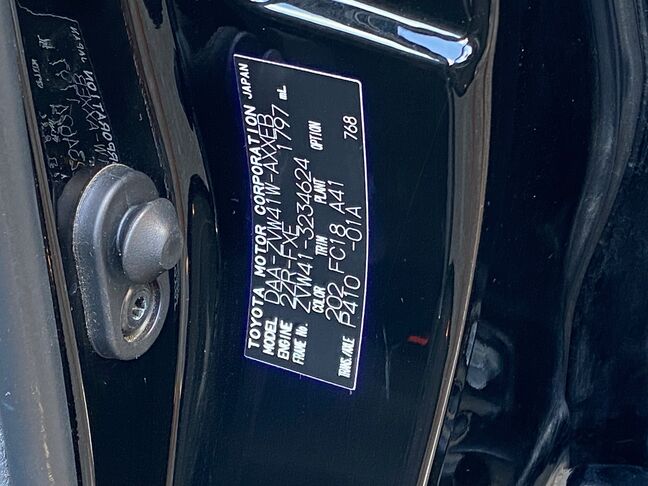 TOYOTA MOTOR CORPORATION JAPAN
MODEL DAA-ZVW41W-AXXEB
ENGINE 2ZR-FXE 1797 mL
FRAME No. ZVW41-3234624
COLOR TRIM PLANT OPTION
202 FC18 A41
TRANS./AXLE P410 -01A 768